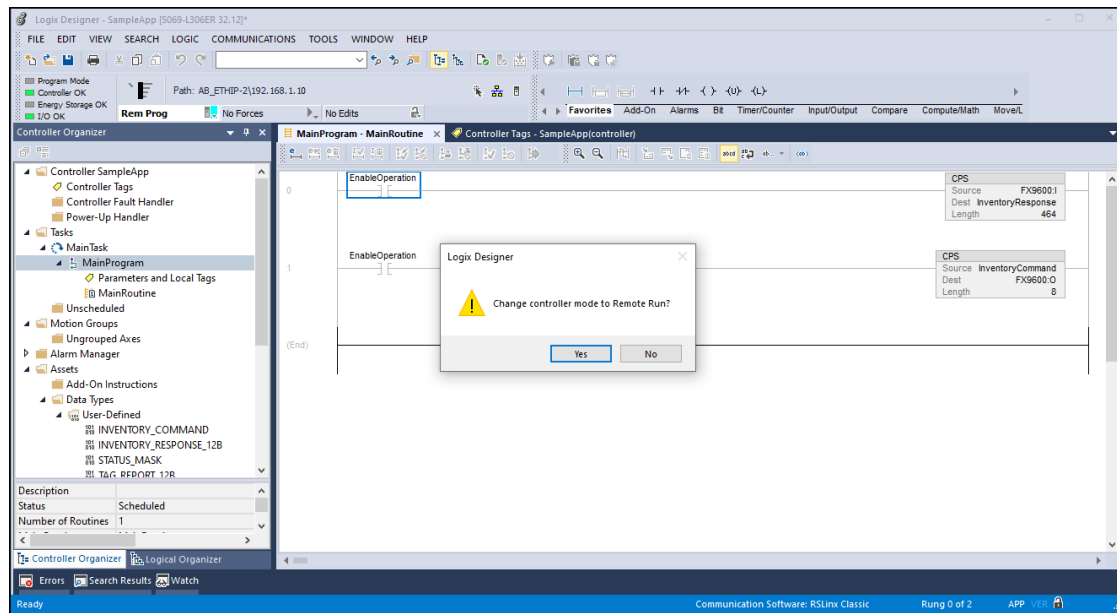 Logix Designer - SampleApp [5069-L306ER 32.12]*
FILE EDIT VIEW SEARCH LOGIC COMMUNICATIONS TOOLS WINDOW HELP
Program Mode
Controller OK
Energy Storage OK
I/O OK
Path: AB_ETHIP-2\192.168.1.10
Rem Prog No Forces No Edits
Favorites Add-On Alarms Bit Timer/Counter Input/Output Compare Compute/Math Move/L
Controller Organizer
MainProgram - MainRoutine
Controller Tags - SampleApp(controller)
Controller SampleApp
Controller Tags
Controller Fault Handler
Power-Up Handler
Tasks
MainTask
MainProgram
Parameters and Local Tags
MainRoutine
Unscheduled
Motion Groups
Ungrouped Axes
Alarm Manager
Assets
Add-On Instructions
Data Types
User-Defined
INVENTORY_COMMAND
INVENTORY_RESPONSE_12B
STATUS_MASK
TAG_REPORT_12B
Description
Status Scheduled
Number of Routines 1
Controller Organizer Logical Organizer
0
EnableOperation
CPS
Source FX9600:I
Dest InventoryResponse
Length 464
1
EnableOperation
CPS
Source InventoryCommand
Dest FX9600:O
Length 8
(End)
Logix Designer
Change controller mode to Remote Run?
Yes No
Errors Search Results Watch
Ready
Communication Software: RSLinx Classic
Rung 0 of 2
APP VER